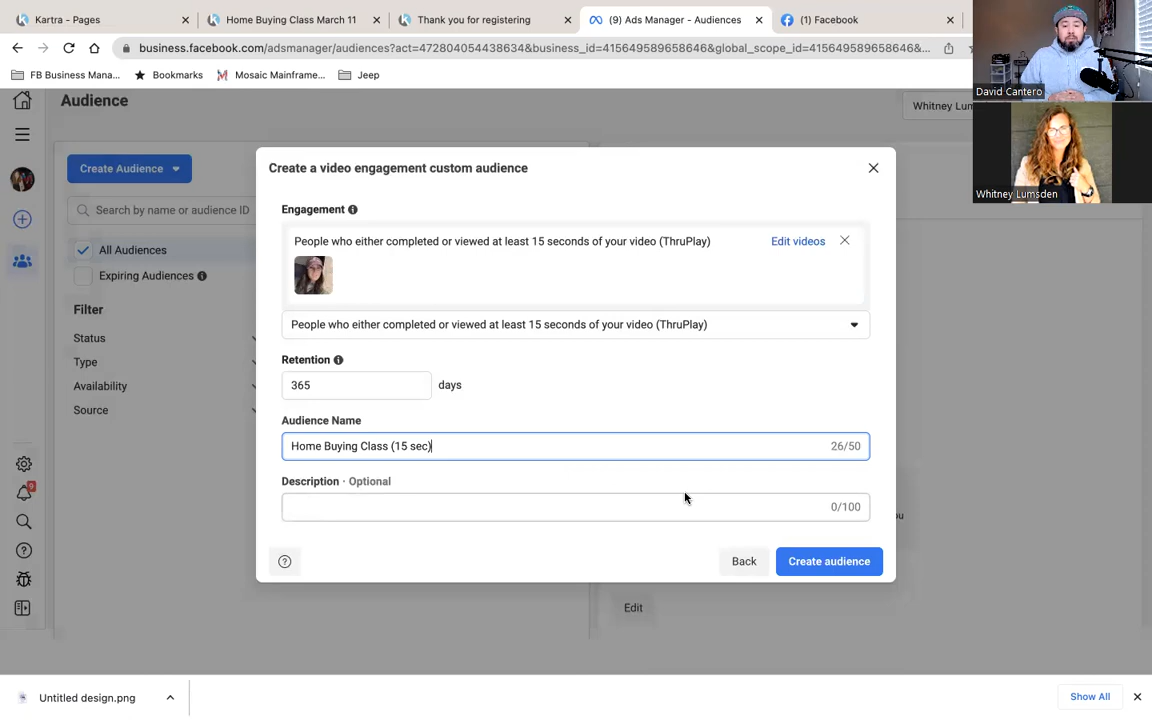 Kartra - Pages
Home Buying Class March 11
Thank you for registering
(9) Ads Manager - Audiences
(1) Facebook
business.facebook.com/adsmanager/audiences?act=472804054438634&business_id=415649589658646&global_scope_id=415649589658646&...
FB Business Mana...
Bookmarks
Mosaic Mainframe...
Jeep
David Cantero
Whitney Lumsden
Audience
Whitney Lum
Create Audience
Search by name or audience ID
All Audiences
Expiring Audiences
Filter
Status
Type
Availability
Source
9
Create a video engagement custom audience
Engagement
People who either completed or viewed at least 15 seconds of your video (ThruPlay)
Edit videos
People who either completed or viewed at least 15 seconds of your video (ThruPlay)
Retention
365
days
Audience Name
Home Buying Class (15 sec)
26/50
Description · Optional
0/100
ou
Back
Create audience
Edit
Untitled design.png
Show All